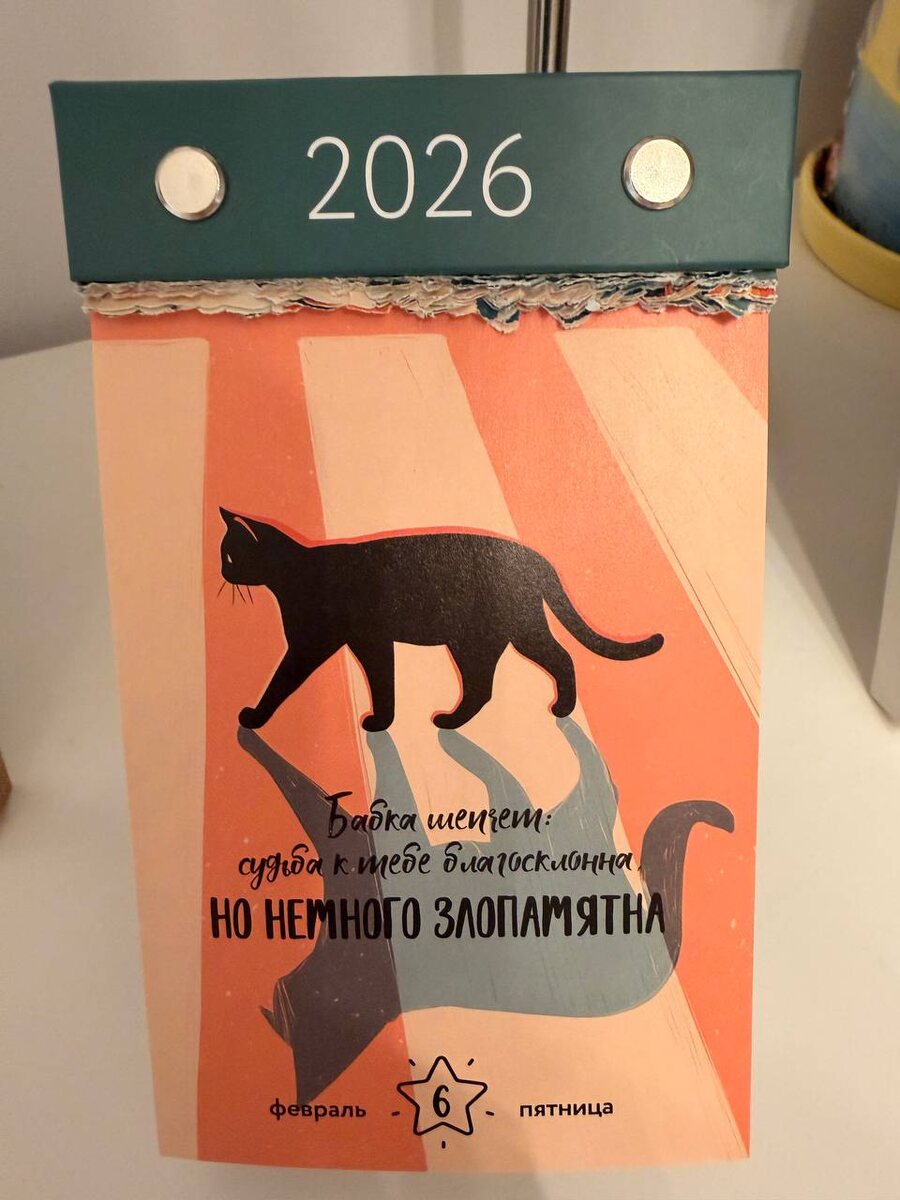 2026
Бабка шепчет:
судьба к тебе благосклонна,
НО НЕМНОГО ЗЛОПАМЯТНА
февраль 6 пятница